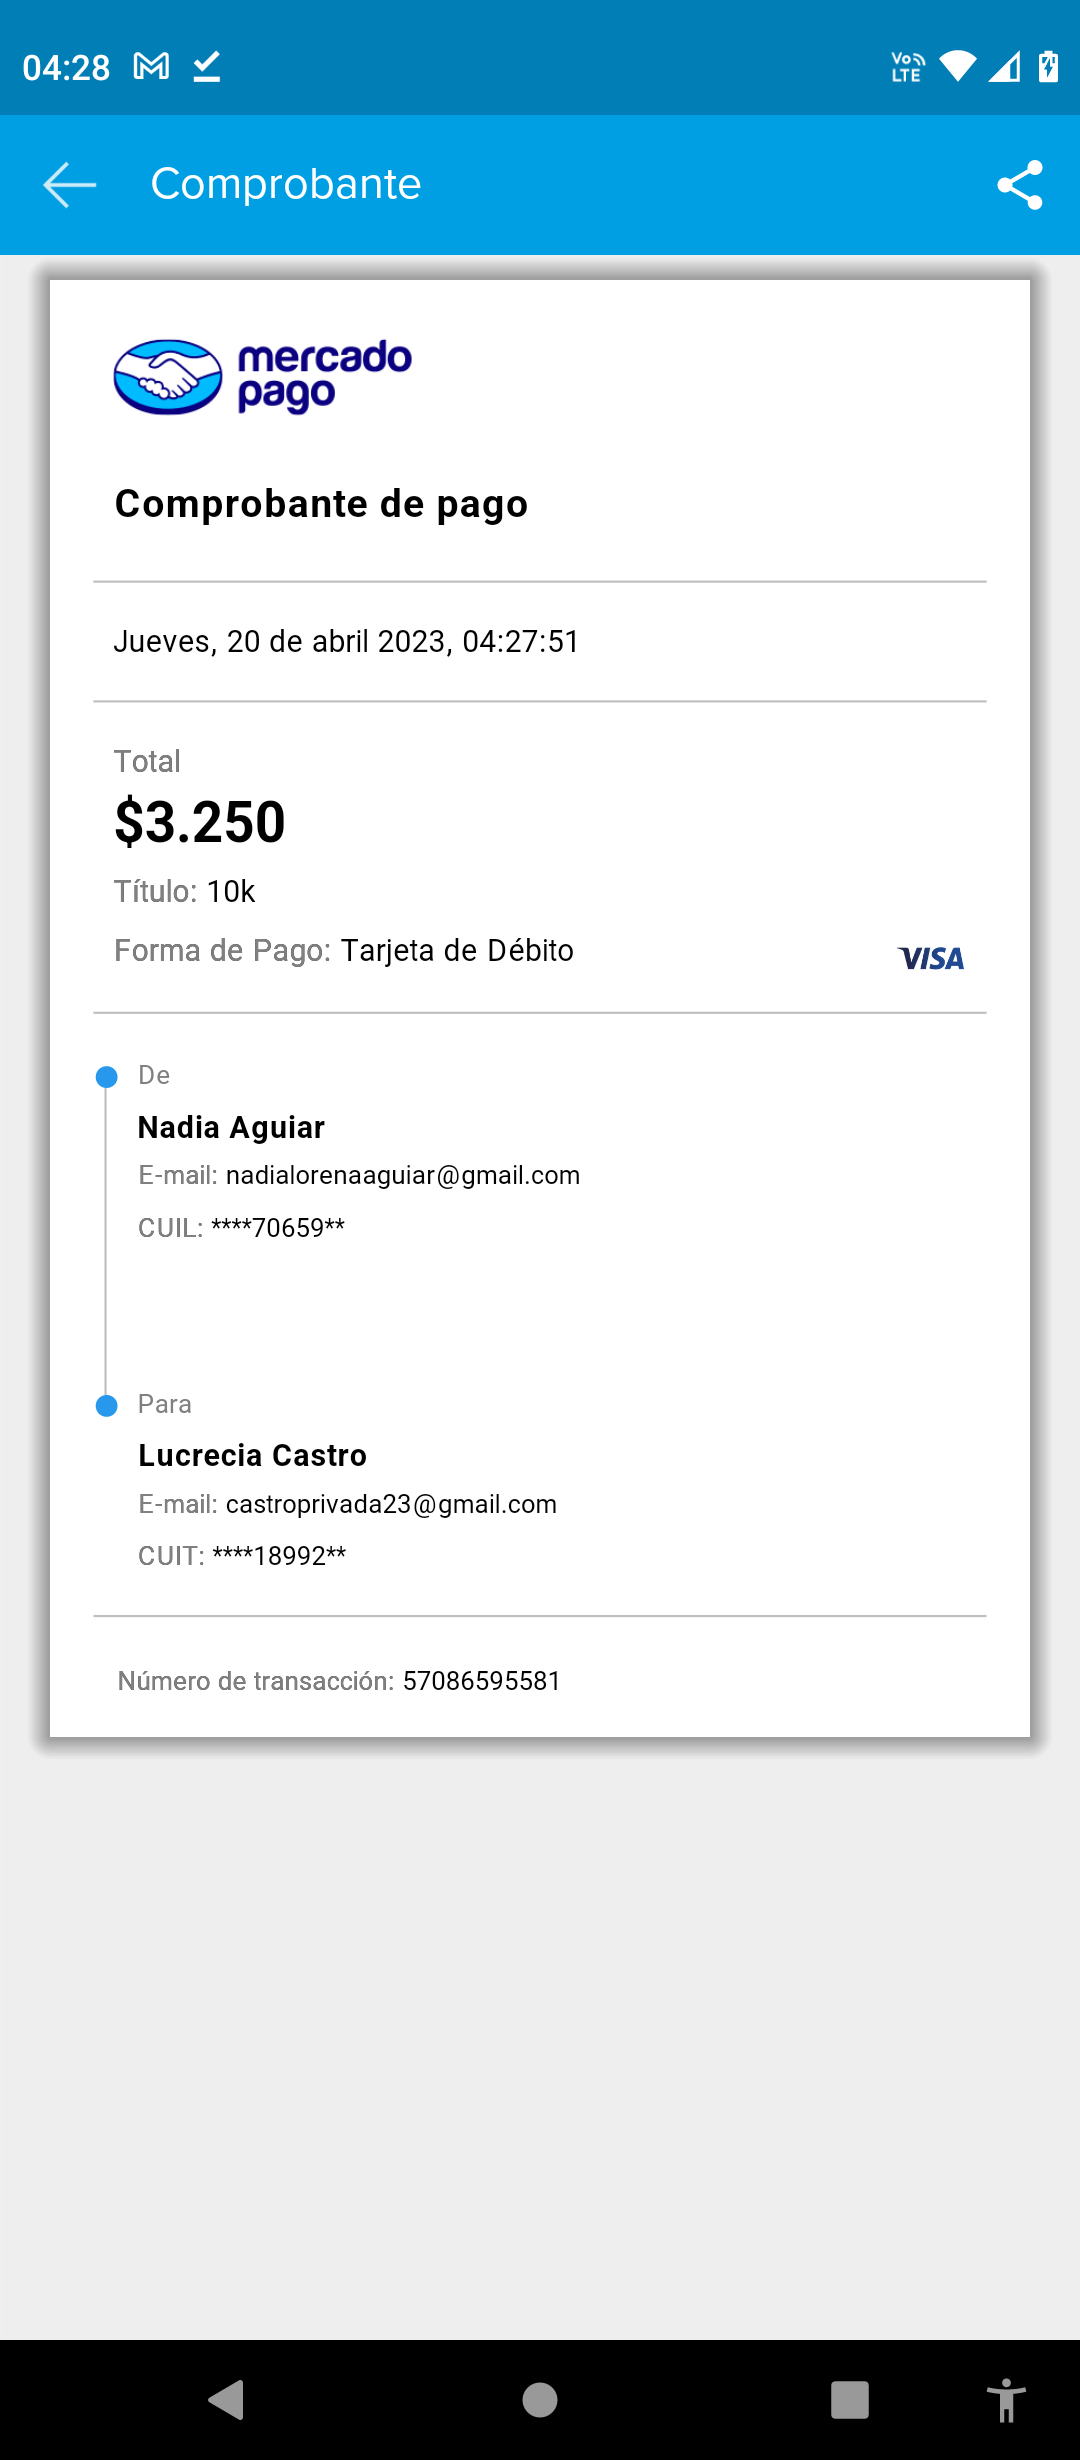 04:28
Vo LTE
Comprobante
mercado
pago
Comprobante de pago
Jueves, 20 de abril 2023, 04:27:51
Total
$3.250
Título: 10k
Forma de Pago: Tarjeta de Débito
VISA
De
Nadia Aguiar
E-mail: nadialorenaaguiar@gmail.com
CUIL: ****70659**
Para
Lucrecia Castro
E-mail: castroprivada23@gmail.com
CUIT: ****18992**
Número de transacción: 57086595581